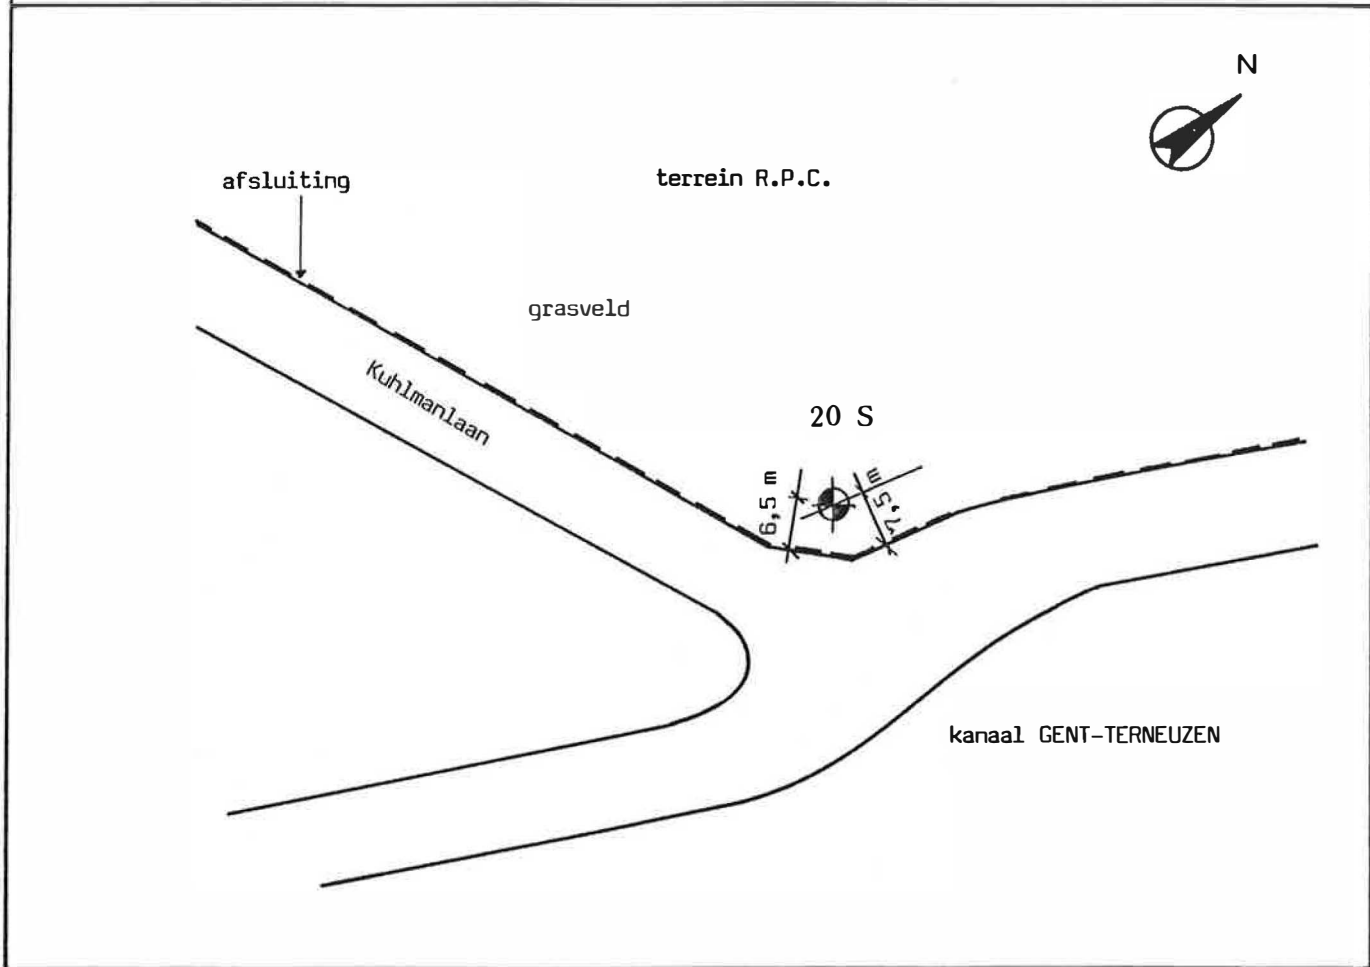 N
afsluiting
terrein R.P.C.
grasveld
Kuhlmanlaan
20 S
6,5 m
7,5 m
kanaal GENT-TERNEUZEN